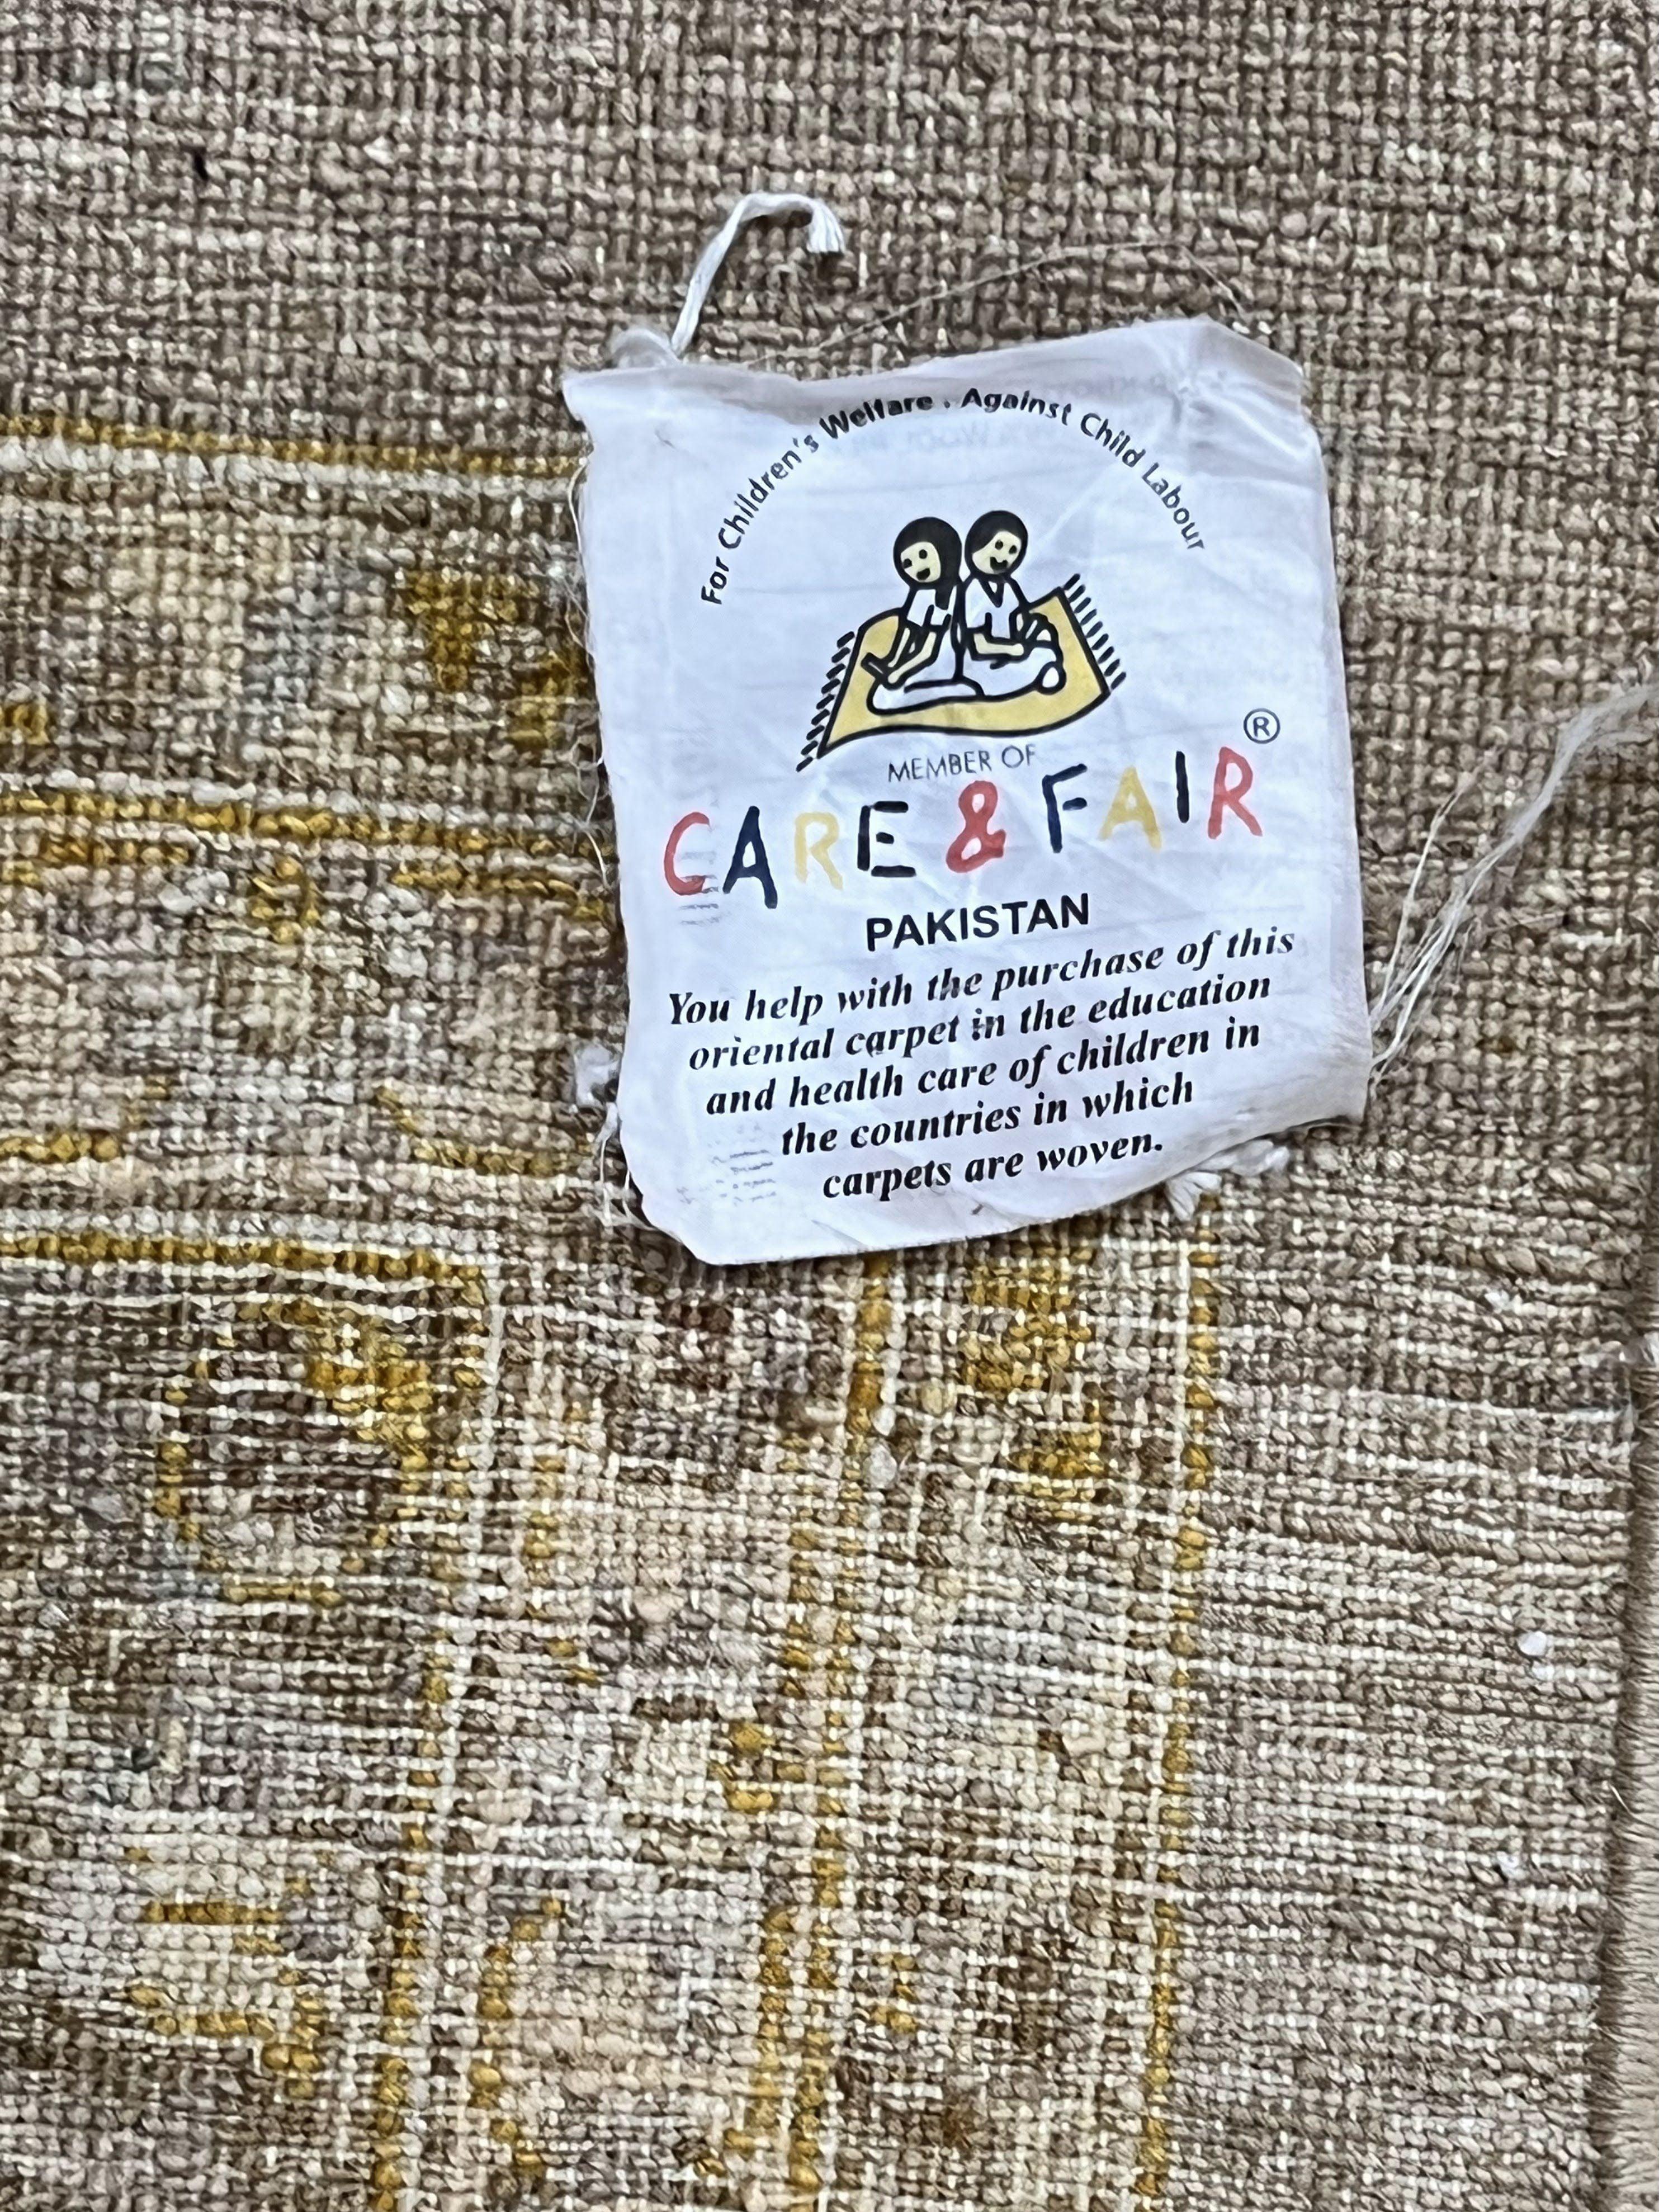 For Children's Welfare . Against Child Labour
MEMBER OF
CARE & FAIR ®
PAKISTAN
You help with the purchase of this
oriental carpet in the education
and health care of children in
the countries in which
carpets are woven.